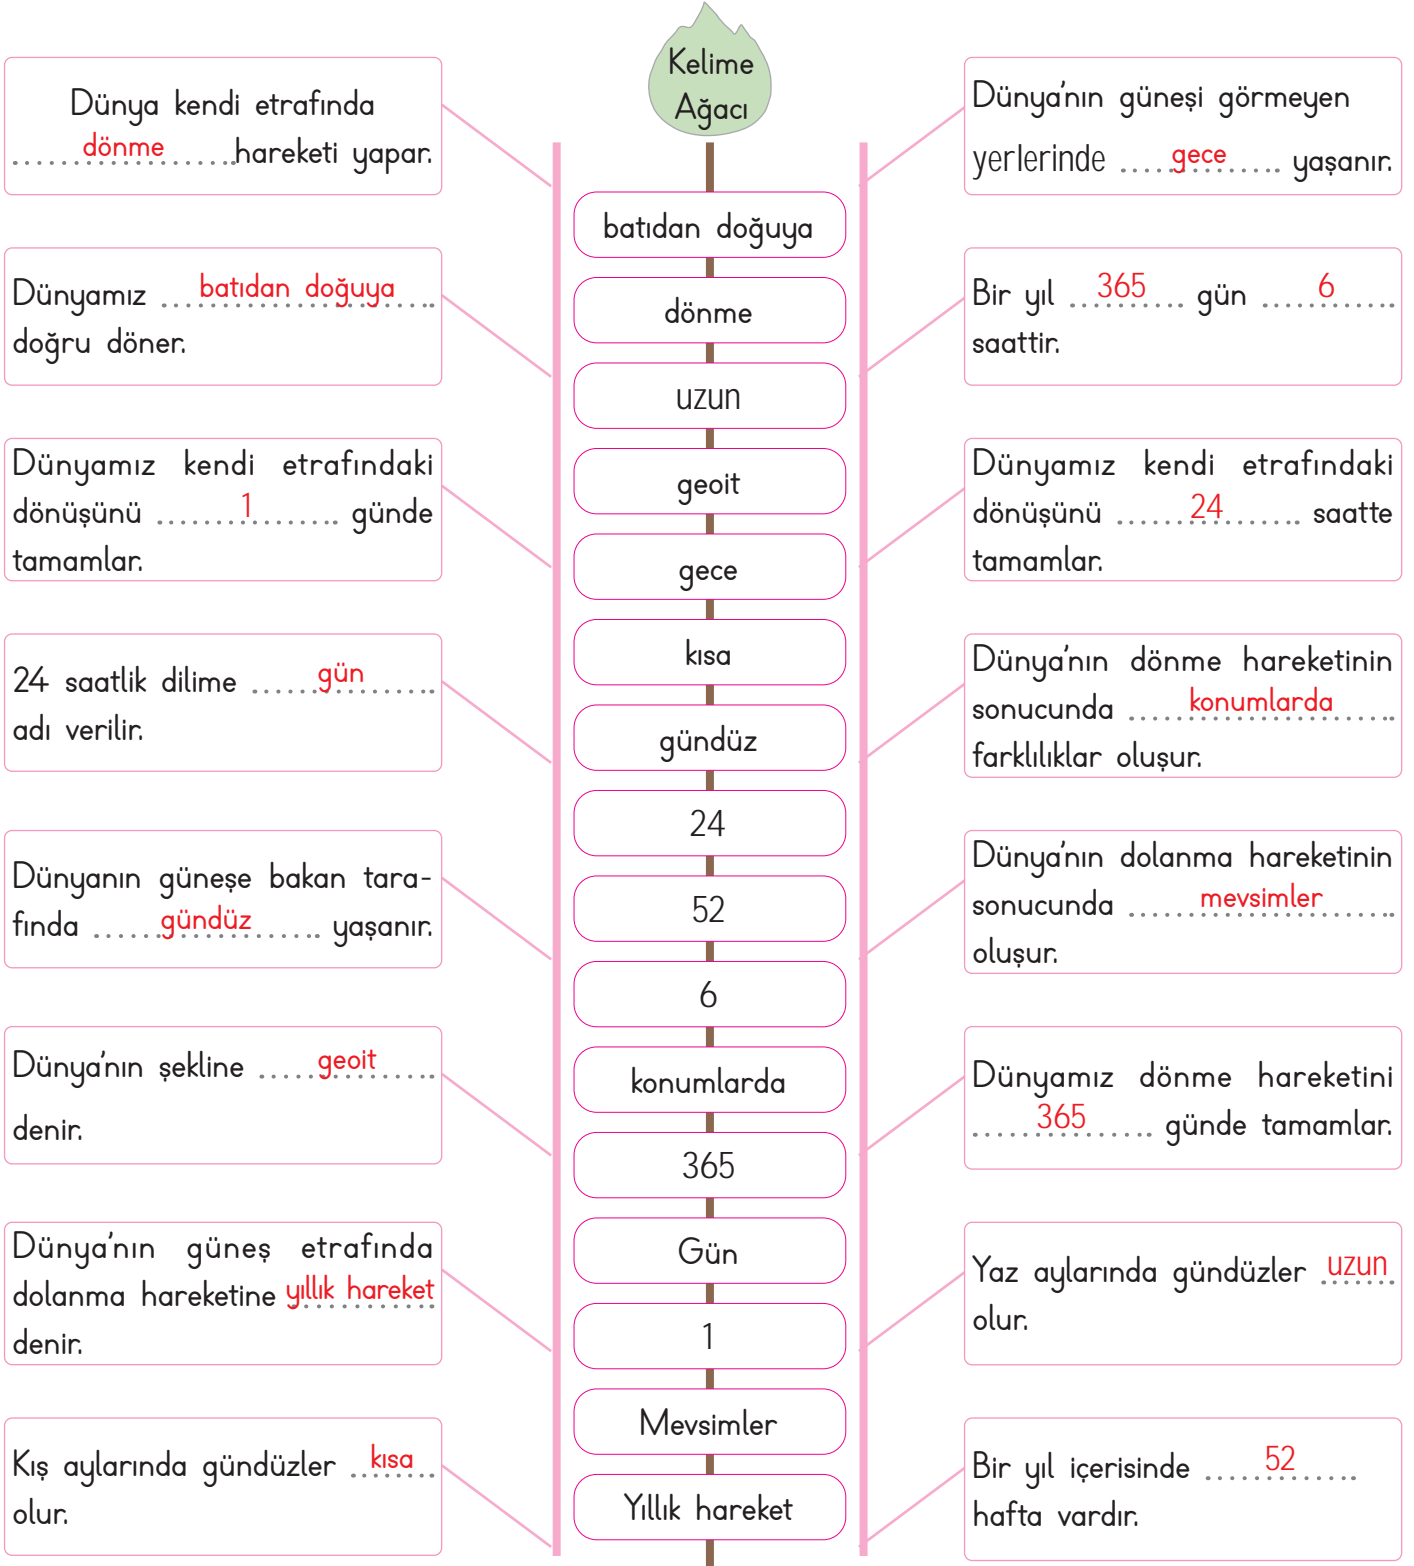 Kelime
Ağacı
Dünya kendi etrafında
dönme hareketi yapar.
Dünyamız batıdan doğuya
doğru döner.
Dünyamız kendi etrafındaki
dönüşünü 1 günde
tamamlar.
24 saatlik dilime gün
adı verilir.
Dünyanın güneşe bakan tara-
fında gündüz yaşanır.
Dünya'nın şekline geoit
denir.
Dünya'nın güneş etrafında
dolanma hareketine yıllık hareket
denir.
Kış aylarında gündüzler kısa
olur.
batıdan doğuya
dönme
uzun
geoit
gece
kısa
gündüz
24
52
6
konumlarda
365
Gün
1
Mevsimler
Yıllık hareket
Dünya'nın güneşi görmeyen
yerlerinde gece yaşanır.
Bir yıl 365 gün 6
saattir.
Dünyamız kendi etrafındaki
dönüşünü 24 saatte
tamamlar.
Dünya'nın dönme hareketinin
sonucunda konumlarda
farklılıklar oluşur.
Dünya'nın dolanma hareketinin
sonucunda mevsimler
oluşur.
Dünyamız dönme hareketini
365 günde tamamlar.
Yaz aylarında gündüzler uzun
olur.
Bir yıl içerisinde 52
hafta vardır.